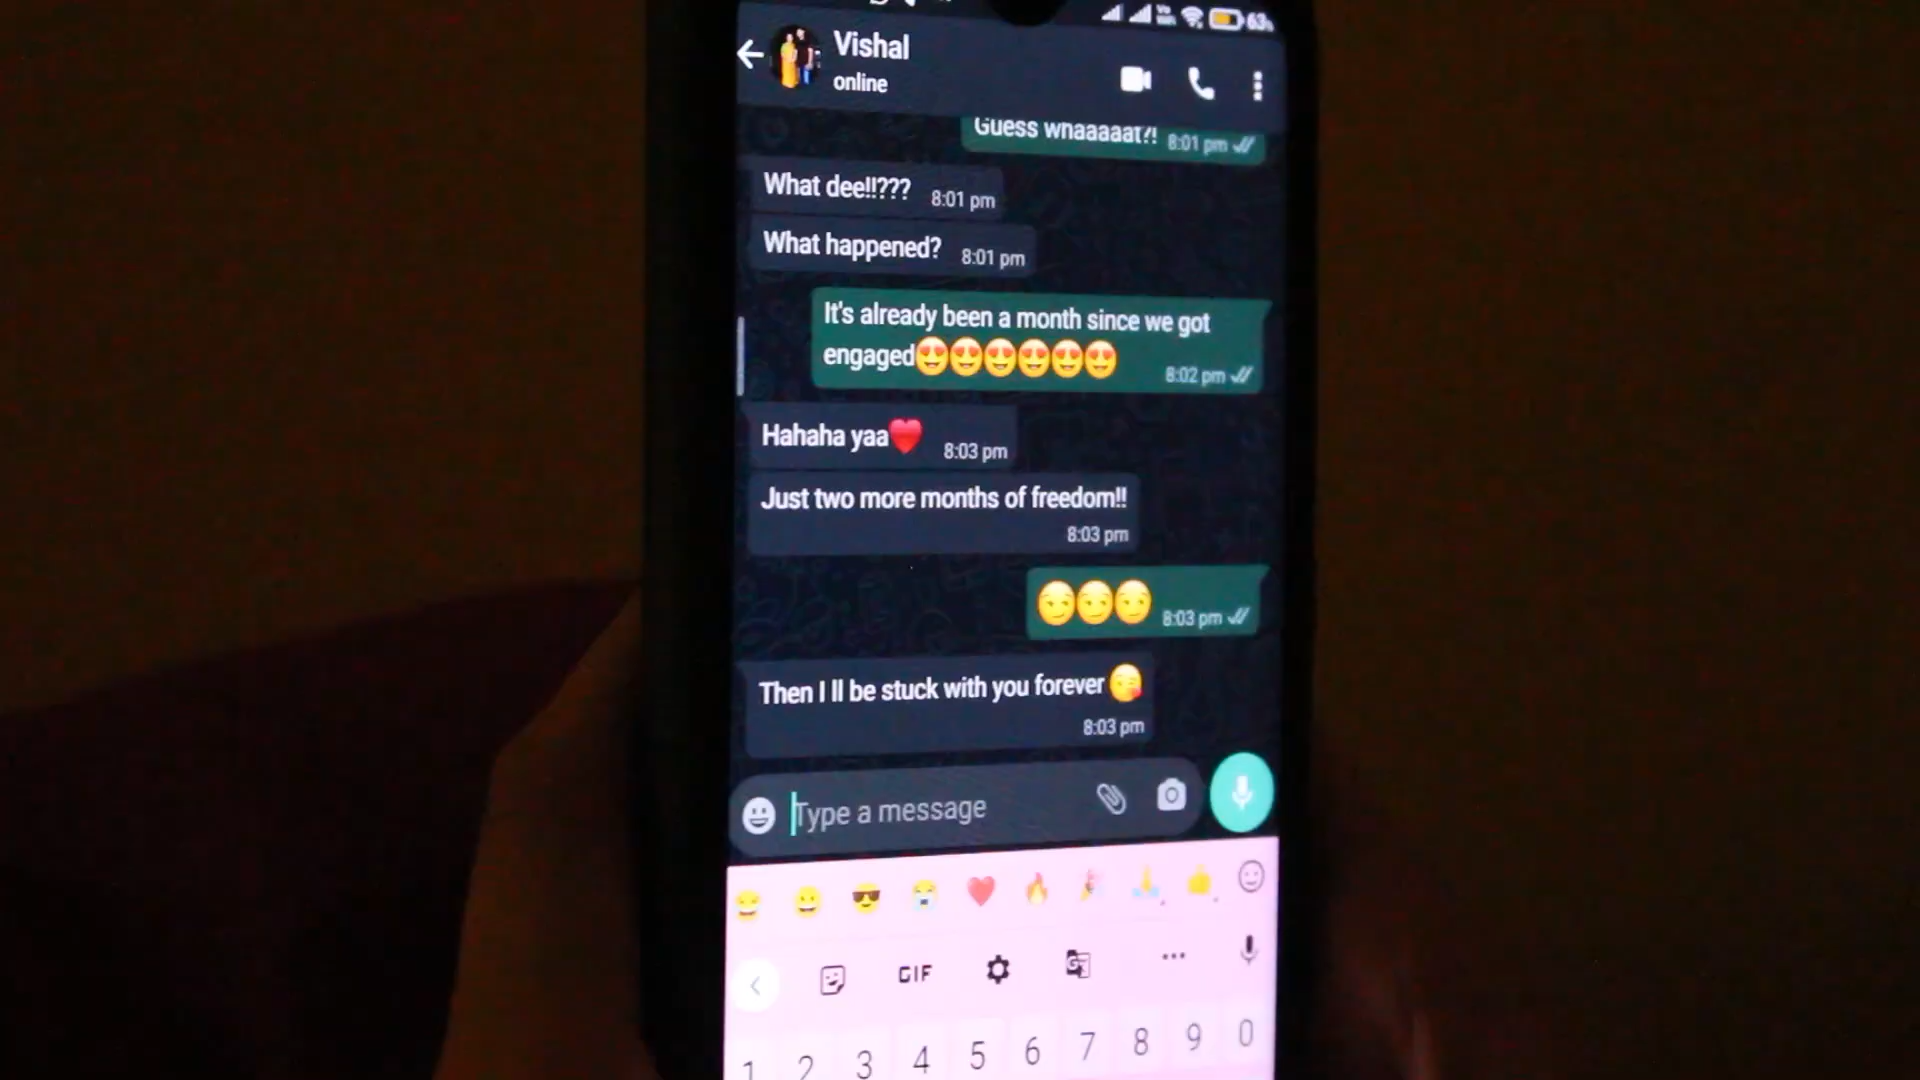 63%
Vishal
online
Guess whaaaaat?! 8:01 pm
What dee!!??? 8:01 pm
What happened? 8:01 pm
It's already been a month since we got
engaged😍😍😍😍😍😍 8:02 pm
Hahaha yaa❤️ 8:03 pm
Just two more months of freedom!!
8:03 pm
😏😏😏 8:03 pm
Then I ll be stuck with you forever 😘
8:03 pm
Type a message
GIF
1 2 3 4 5 6 7 8 9 0